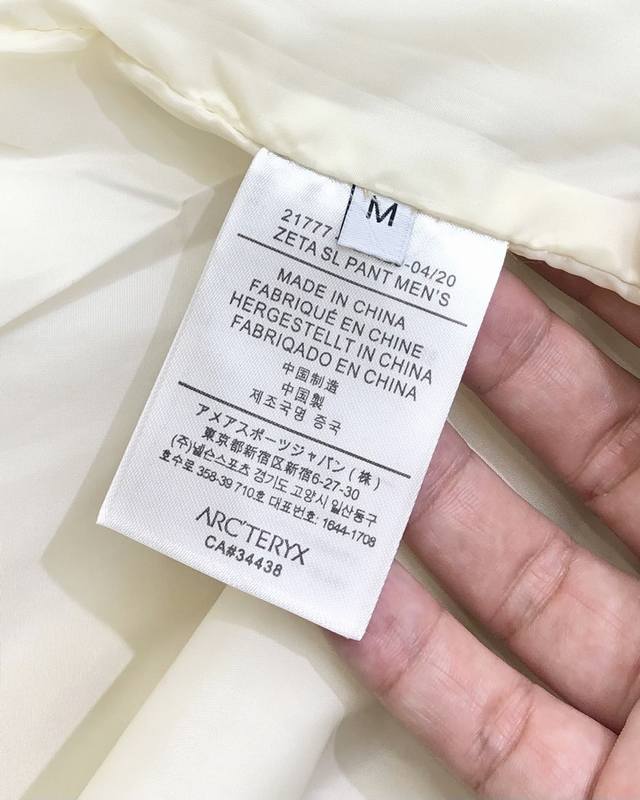 M
21777 -04/20
ZETA SL PANT MEN'S
MADE IN CHINA
FABRIQUÉ EN CHINE
HERGESTELLT IN CHINA
FABRIQADO EN CHINA
中国制造
中国製
제조국명 중국
アメアスポーツジャパン(株)
東京都新宿区新宿6-27-30
(주)넬슨스포츠 경기도 고양시 일산동구
호수로 358-39 710호 대표번호: 1644-1708
ARC'TERYX
CA#34438